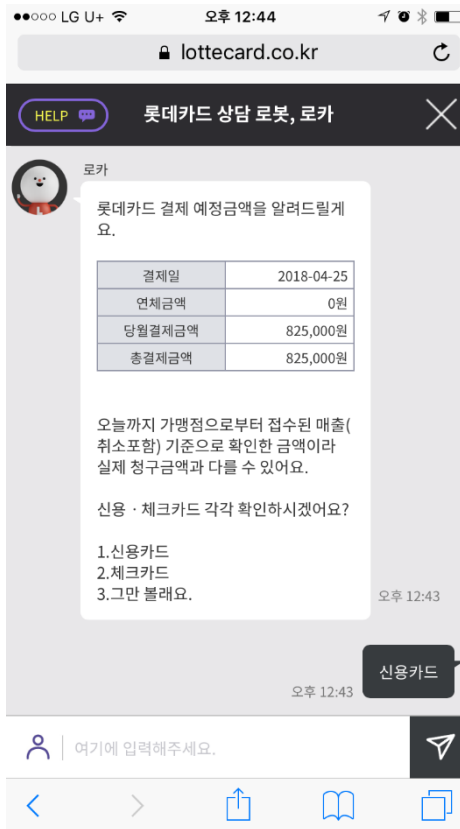 LG U+ 오후 12:44
lottecard.co.kr
HELP 롯데카드 상담 로봇, 로카
로카
롯데카드 결제 예정금액을 알려드릴게
요.
결제일 2018-04-25
연체금액 0원
당월결제금액 825,000원
총결제금액 825,000원
오늘까지 가맹점으로부터 접수된 매출(
취소포함) 기준으로 확인한 금액이라
실제 청구금액과 다를 수 있어요.
신용 · 체크카드 각각 확인하시겠어요?
1.신용카드
2.체크카드
3.그만 볼래요.
오후 12:43
신용카드
오후 12:43
여기에 입력해주세요.